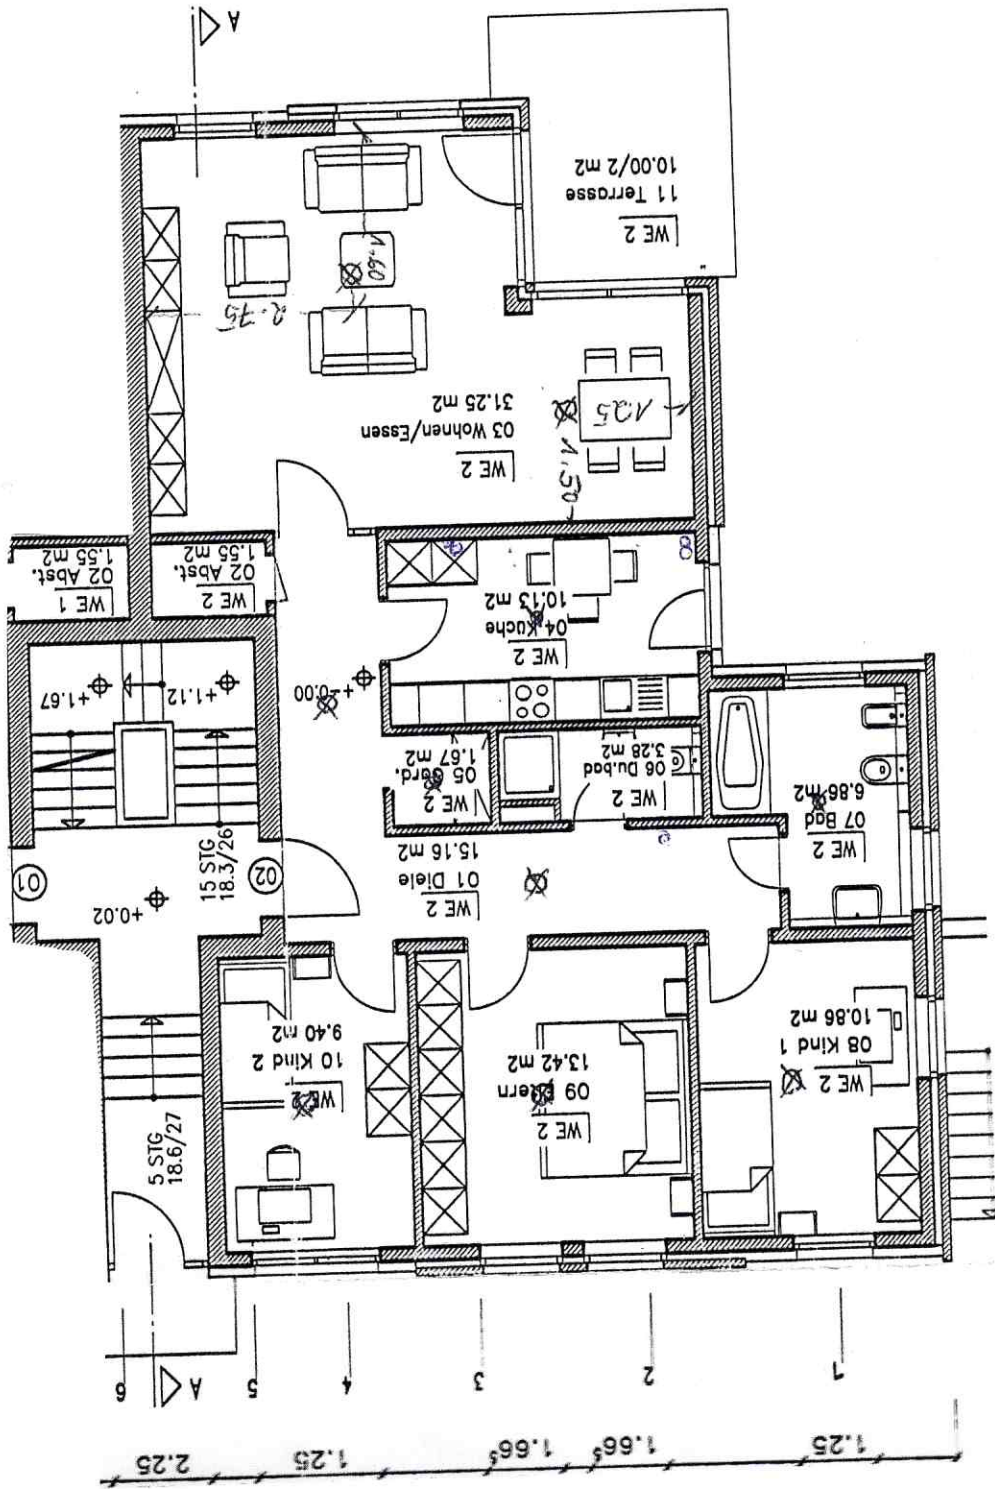 A
WE 2
11 Terrasse
10.00/2 m2
1.60
2.75
1.25
1.50
WE 2
03 Wohnen/Essen
31.25 m2
WE 1
02 Abst.
1.55 m2
WE 2
02 Abst.
1.55 m2
WE 2
04 Küche
10.13 m2
+1.67
+1.12
+0.00
WE 2
05 Gard.
1.67 m2
WE 2
06 Du.bad
3.28 m2
WE 2
07 Bad
6.86 m2
01
15 STG
18.3/26
02
+0.02
WE 2
01 Diele
15.16 m2
WE 2
10 Kind 2
9.40 m2
WE 2
09 Eltern
13.42 m2
WE 2
08 Kind 1
10.86 m2
5 STG
18.6/27
A
6
5
4
3
2
1
2.25
1.25
1.66⁵
1.66⁵
1.25